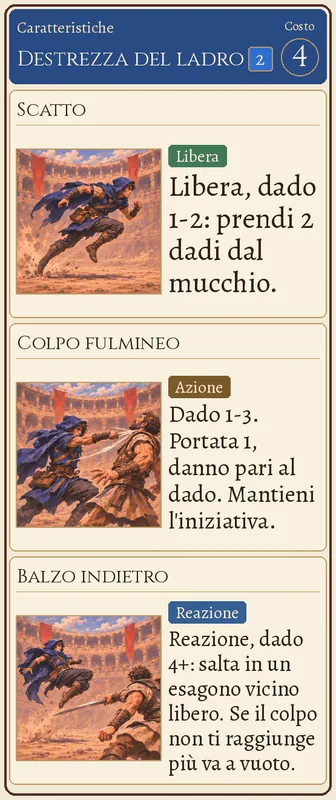 Caratteristiche
Costo
Destrezza del ladro 2 4
Scatto
Libera
Libera, dado
1-2: prendi 2
dadi dal
mucchio.
Colpo fulmineo
Azione
Dado 1-3.
Portata 1,
danno pari al
dado. Mantieni
l'iniziativa.
Balzo indietro
Reazione
Reazione, dado
4+: salta in un
esagono vicino
libero. Se il colpo
non ti raggiunge
più va a vuoto.